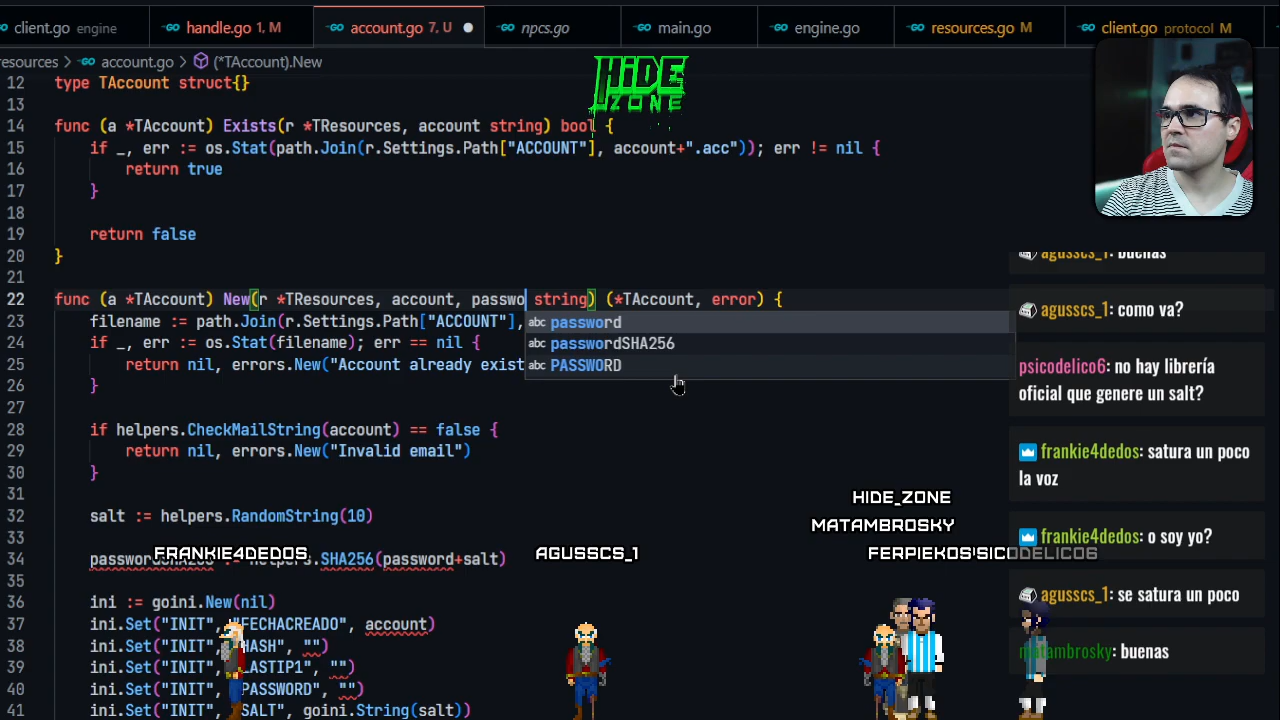 client.go engine
handle.go 1, M
account.go 7, U
npcs.go
main.go
engine.go
resources.go M
client.go protocol M
resources > account.go > (*TAccount).New
HiDE
ZONE
12 type TAccount struct{}
13
14 func (a *TAccount) Exists(r *TResources, account string) bool {
15 if _, err := os.Stat(path.Join(r.Settings.Path["ACCOUNT"], account+".acc")); err != nil {
16 return true
17 }
18
19 return false
20 }
21
22 func (a *TAccount) New(r *TResources, account, passwo string) (*TAccount, error) {
23 filename := path.Join(r.Settings.Path["ACCOUNT"],
24 if _, err := os.Stat(filename); err == nil {
25 return nil, errors.New("Account already exist
26 }
27
28 if helpers.CheckMailString(account) == false {
29 return nil, errors.New("Invalid email")
30 }
31
32 salt := helpers.RandomString(10)
33
34 passwordSHA256 := helpers.SHA256(password+salt)
35
36 ini := goini.New(nil)
37 ini.Set("INIT", "FECHACREADO", account)
38 ini.Set("INIT", "HASH", "")
39 ini.Set("INIT", "LASTIP1", "")
40 ini.Set("INIT", "PASSWORD", "")
41 ini.Set("INIT", "SALT", goini.String(salt))
abc password
abc passwordSHA256
abc PASSWORD
agusscs_1: buenas
agusscs_1: como va?
psicodelico6: no hay librería
oficial que genere un salt?
frankie4dedos: satura un poco
la voz
frankie4dedos: o soy yo?
agusscs_1: se satura un poco
matambrosky: buenas
HIDE_ZONE
MATAMBROSKY
FRANKIE4DEDOS
AGUSSCS_1